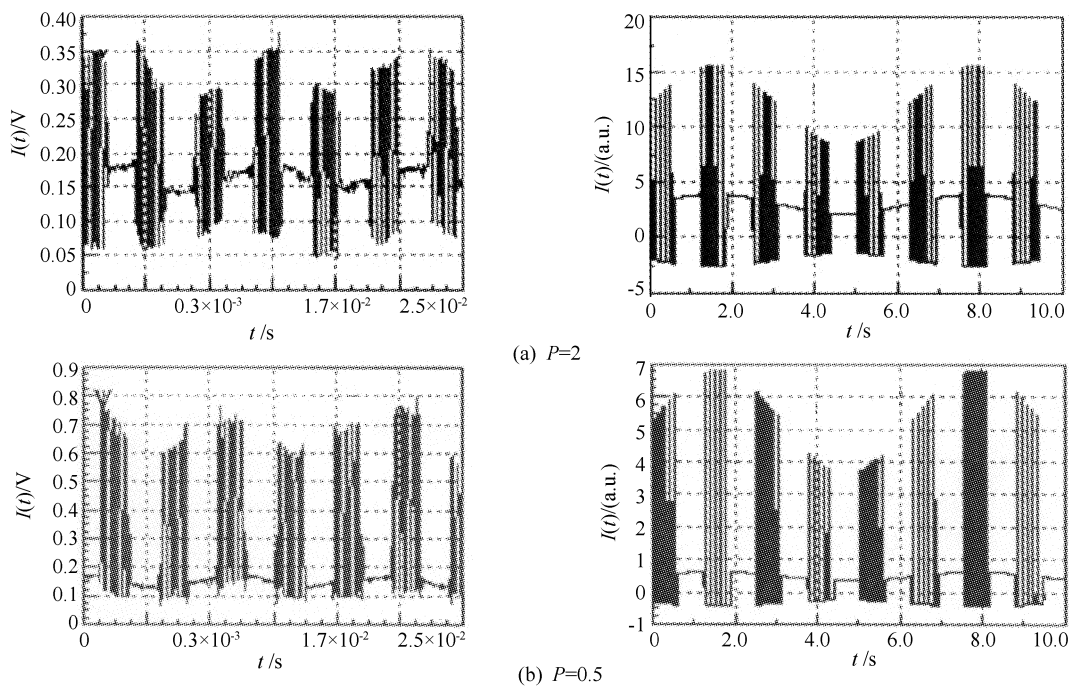 0.40
0.35
0.30
0.25
0.20
0.15
0.10
0.05
0
I(t)/V
0 0.3×10⁻³ 1.7×10⁻² 2.5×10⁻²
t /s
20
15
10
5
0
-5
I(t)/(a.u.)
0 2.0 4.0 6.0 8.0 10.0
t /s
(a) P=2
0.9
0.8
0.7
0.6
0.5
0.4
0.3
0.2
0.1
0
I(t)/V
0 0.3×10⁻³ 1.7×10⁻² 2.5×10⁻²
t /s
7
6
5
4
3
2
1
0
-1
I(t)/(a.u.)
0 2.0 4.0 6.0 8.0 10.0
t /s
(b) P=0.5